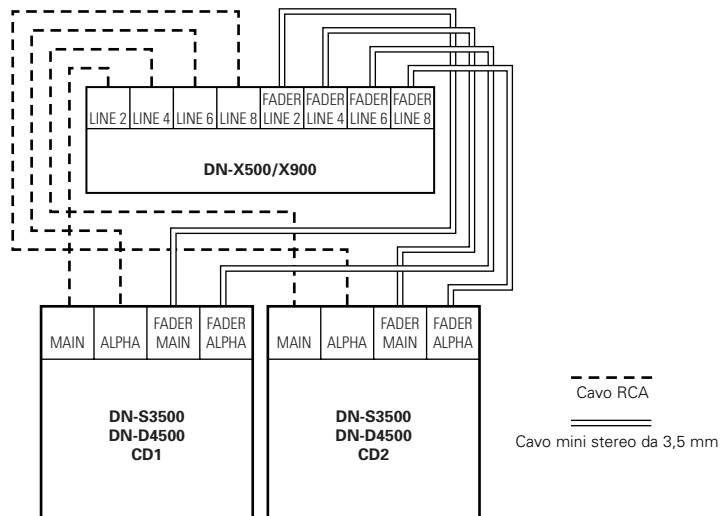 LINE 2 LINE 4 LINE 6 LINE 8 FADER LINE 2 FADER LINE 4 FADER LINE 6 FADER LINE 8
DN-X500/X900
MAIN ALPHA FADER MAIN FADER ALPHA
DN-S3500
DN-D4500
CD1
MAIN ALPHA FADER MAIN FADER ALPHA
DN-S3500
DN-D4500
CD2
Cavo RCA
Cavo mini stereo da 3,5 mm